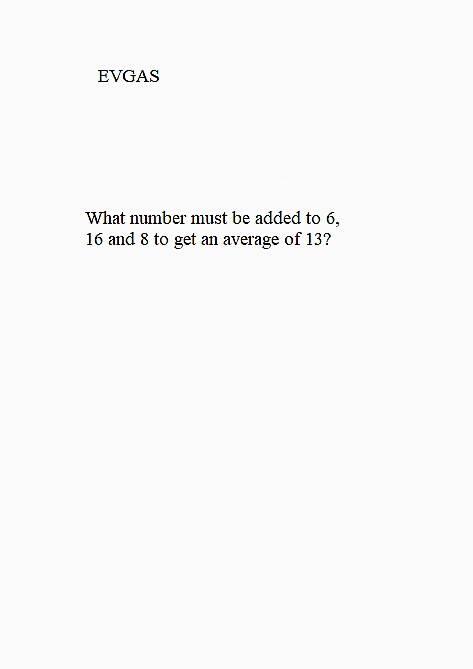 EVGAS
What number must be added to 6,
16 and 8 to get an average of 13?